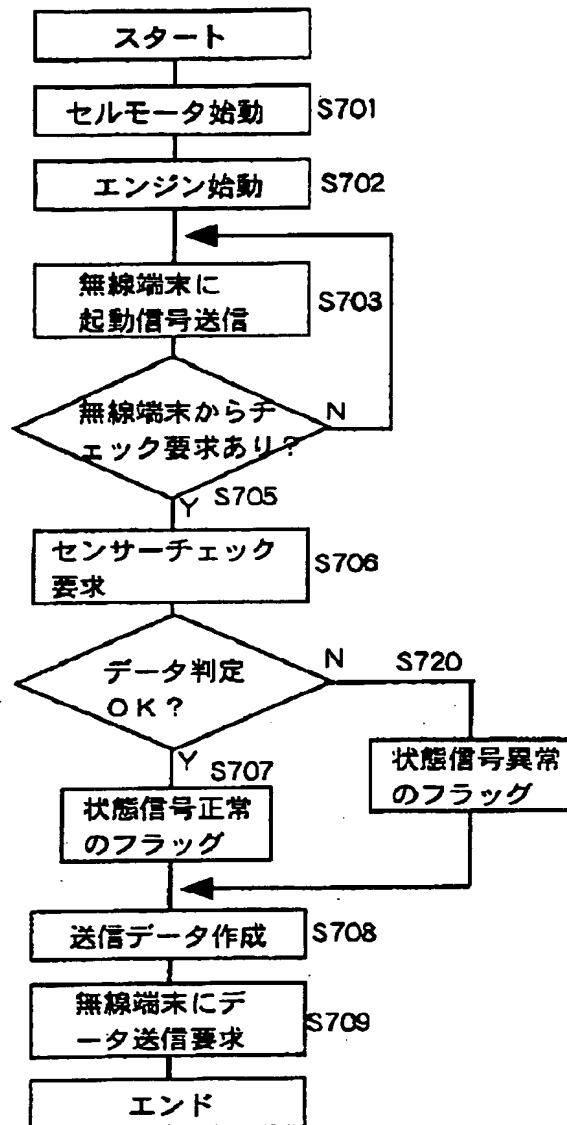 スタート
セルモータ始動
S701
エンジン始動
S702
無線端末に
起動信号送信
S703
無線端末からチ
ェック要求あり?
N
Y
S705
センサーチェック
要求
S706
データ判定
OK?
N
S720
Y
S707
状態信号異常
のフラッグ
状態信号正常
のフラッグ
送信データ作成
S708
無線端末にデ
ータ送信要求
S709
エンド